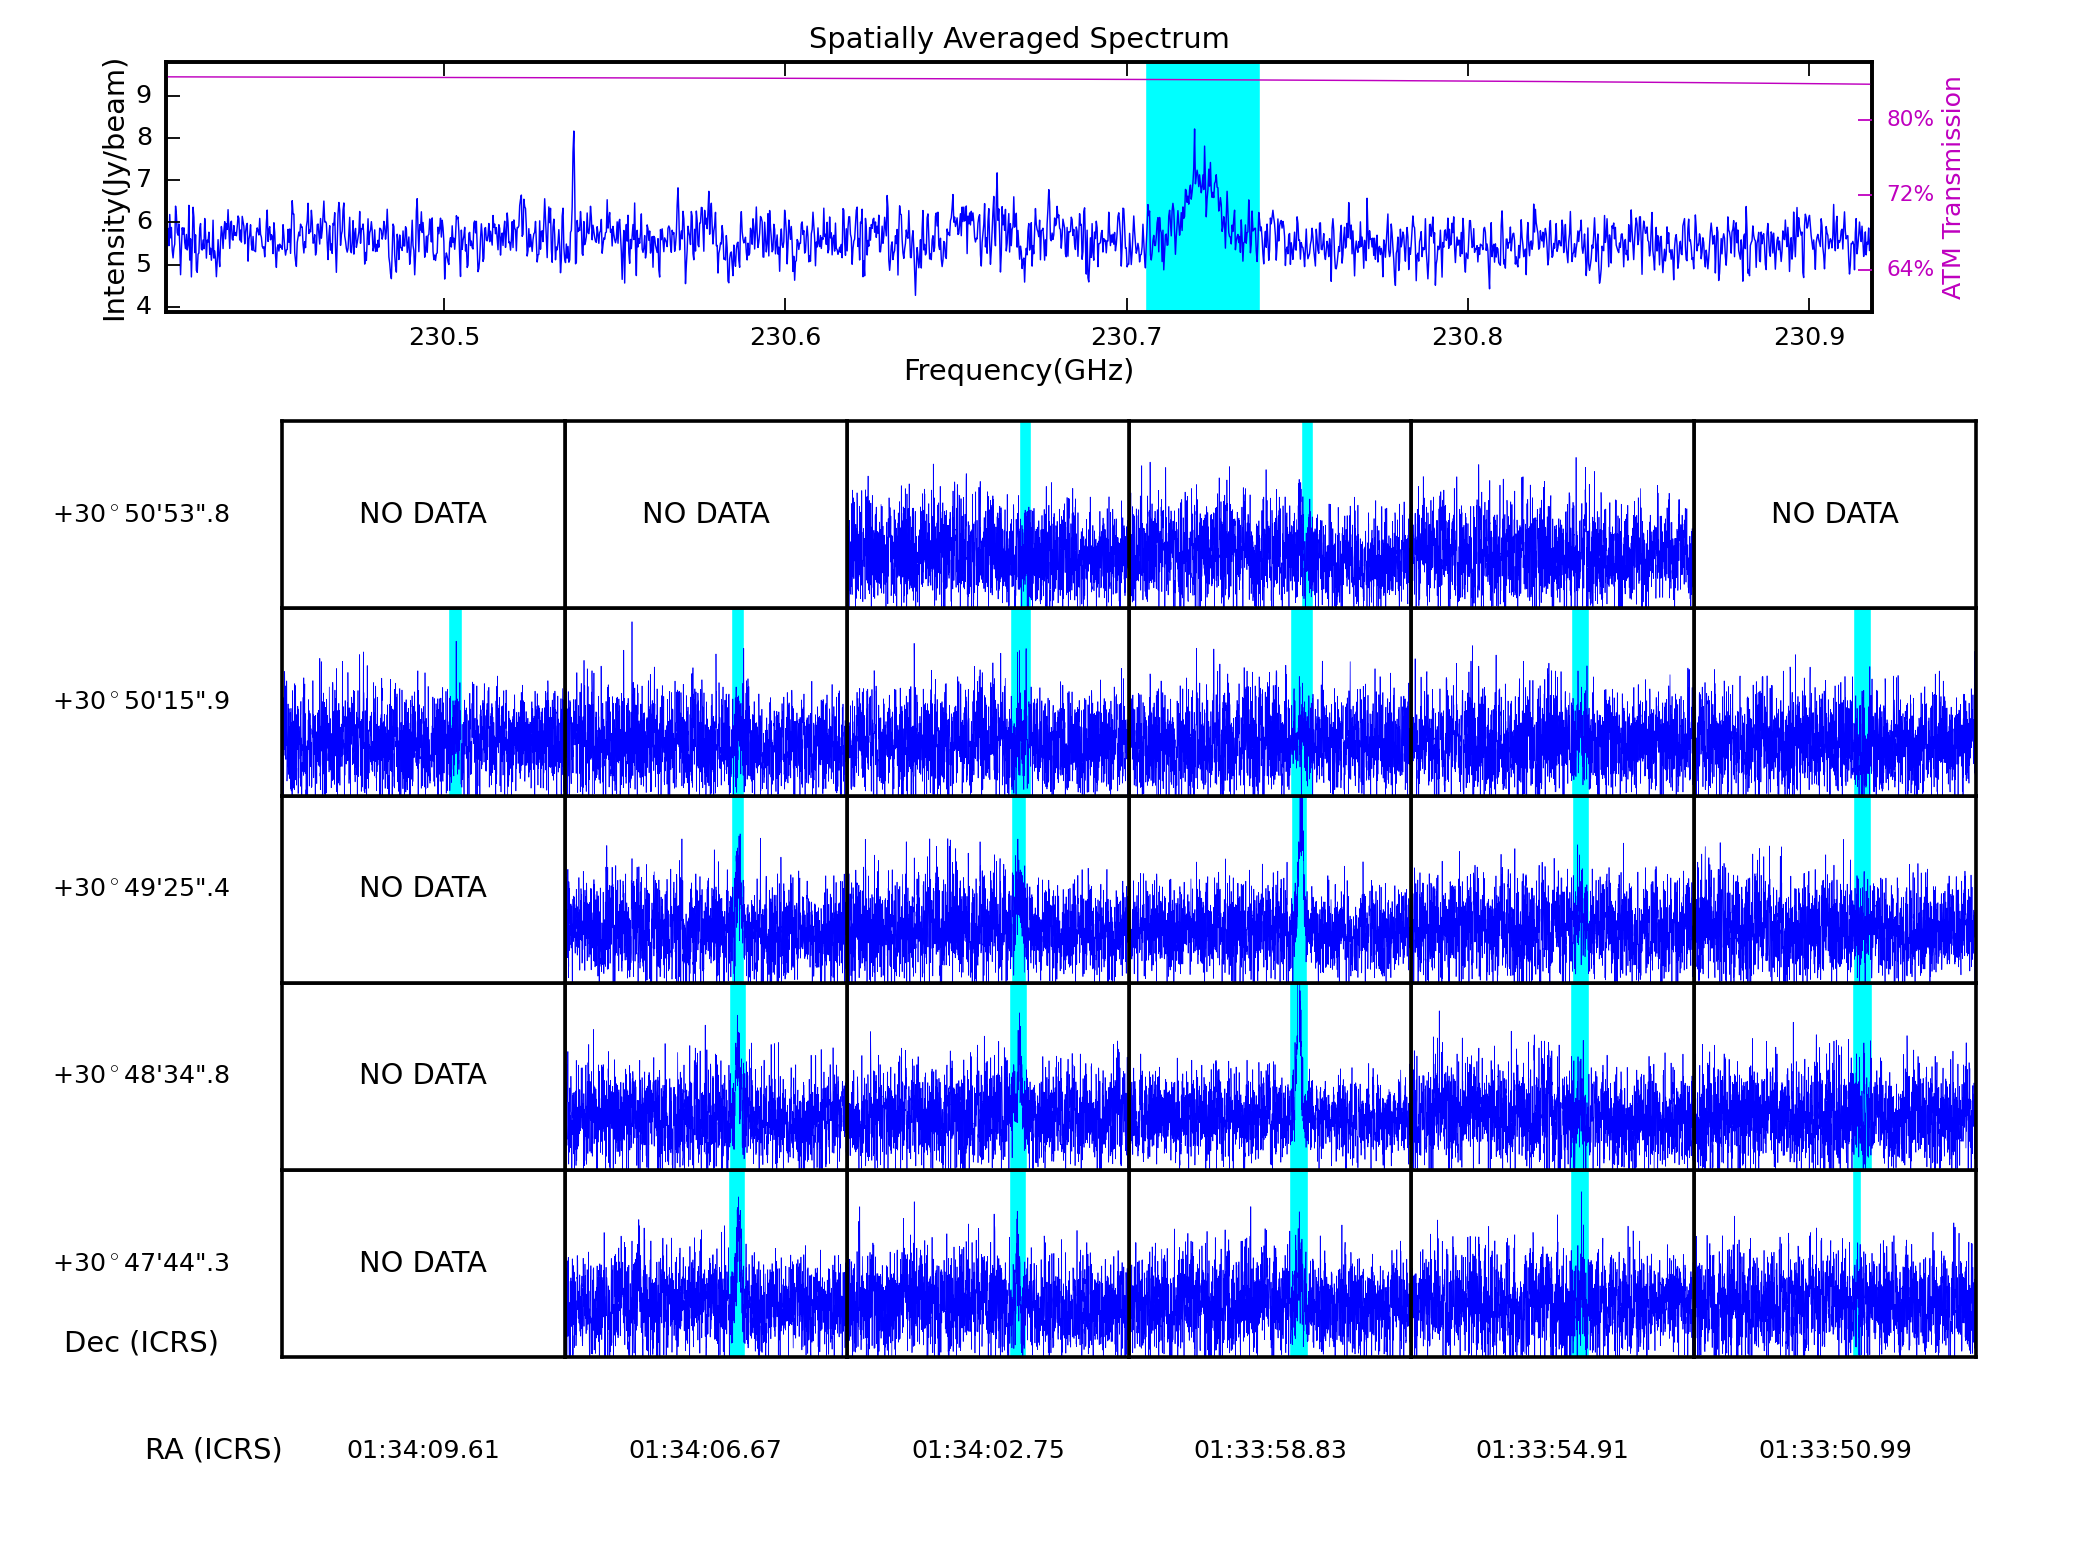 Spatially Averaged Spectrum
Intensity(Jy/beam)
9
8
7
6
5
4
80%
72%
64%
ATM Transmission
230.5 230.6 230.7 230.8 230.9
Frequency(GHz)
+30°50'53".8 NO DATA NO DATA NO DATA
+30°50'15".9
+30°49'25".4 NO DATA
+30°48'34".8 NO DATA
+30°47'44".3 NO DATA
Dec (ICRS)
RA (ICRS) 01:34:09.61 01:34:06.67 01:34:02.75 01:33:58.83 01:33:54.91 01:33:50.99